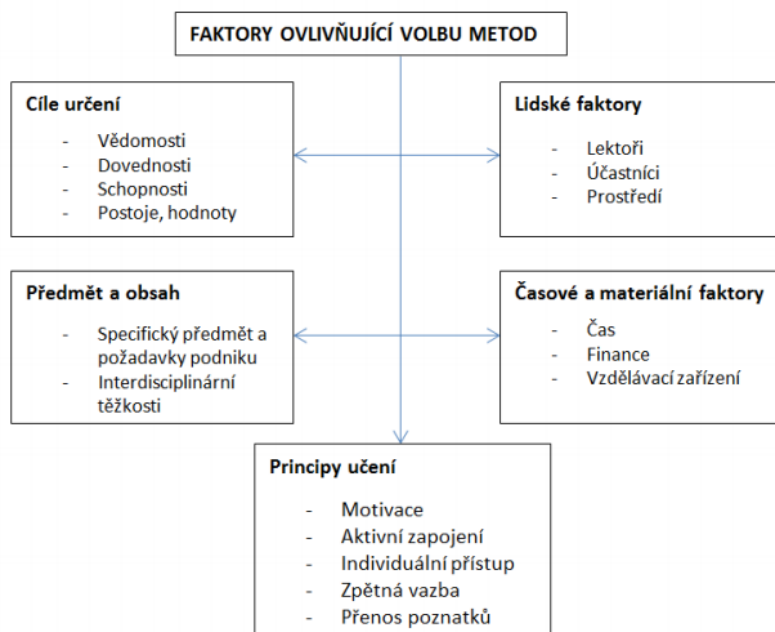 FAKTORY OVLIVŇUJÍCÍ VOLBU METOD
Cíle určení
- Vědomosti
- Dovednosti
- Schopnosti
- Postoje, hodnoty
Lidské faktory
- Lektoři
- Účastníci
- Prostředí
Předmět a obsah
- Specifický předmět a
požadavky podniku
- Interdisciplinární
těžkosti
Časové a materiální faktory
- Čas
- Finance
- Vzdělávací zařízení
Principy učení
- Motivace
- Aktivní zapojení
- Individuální přístup
- Zpětná vazba
- Přenos poznatků